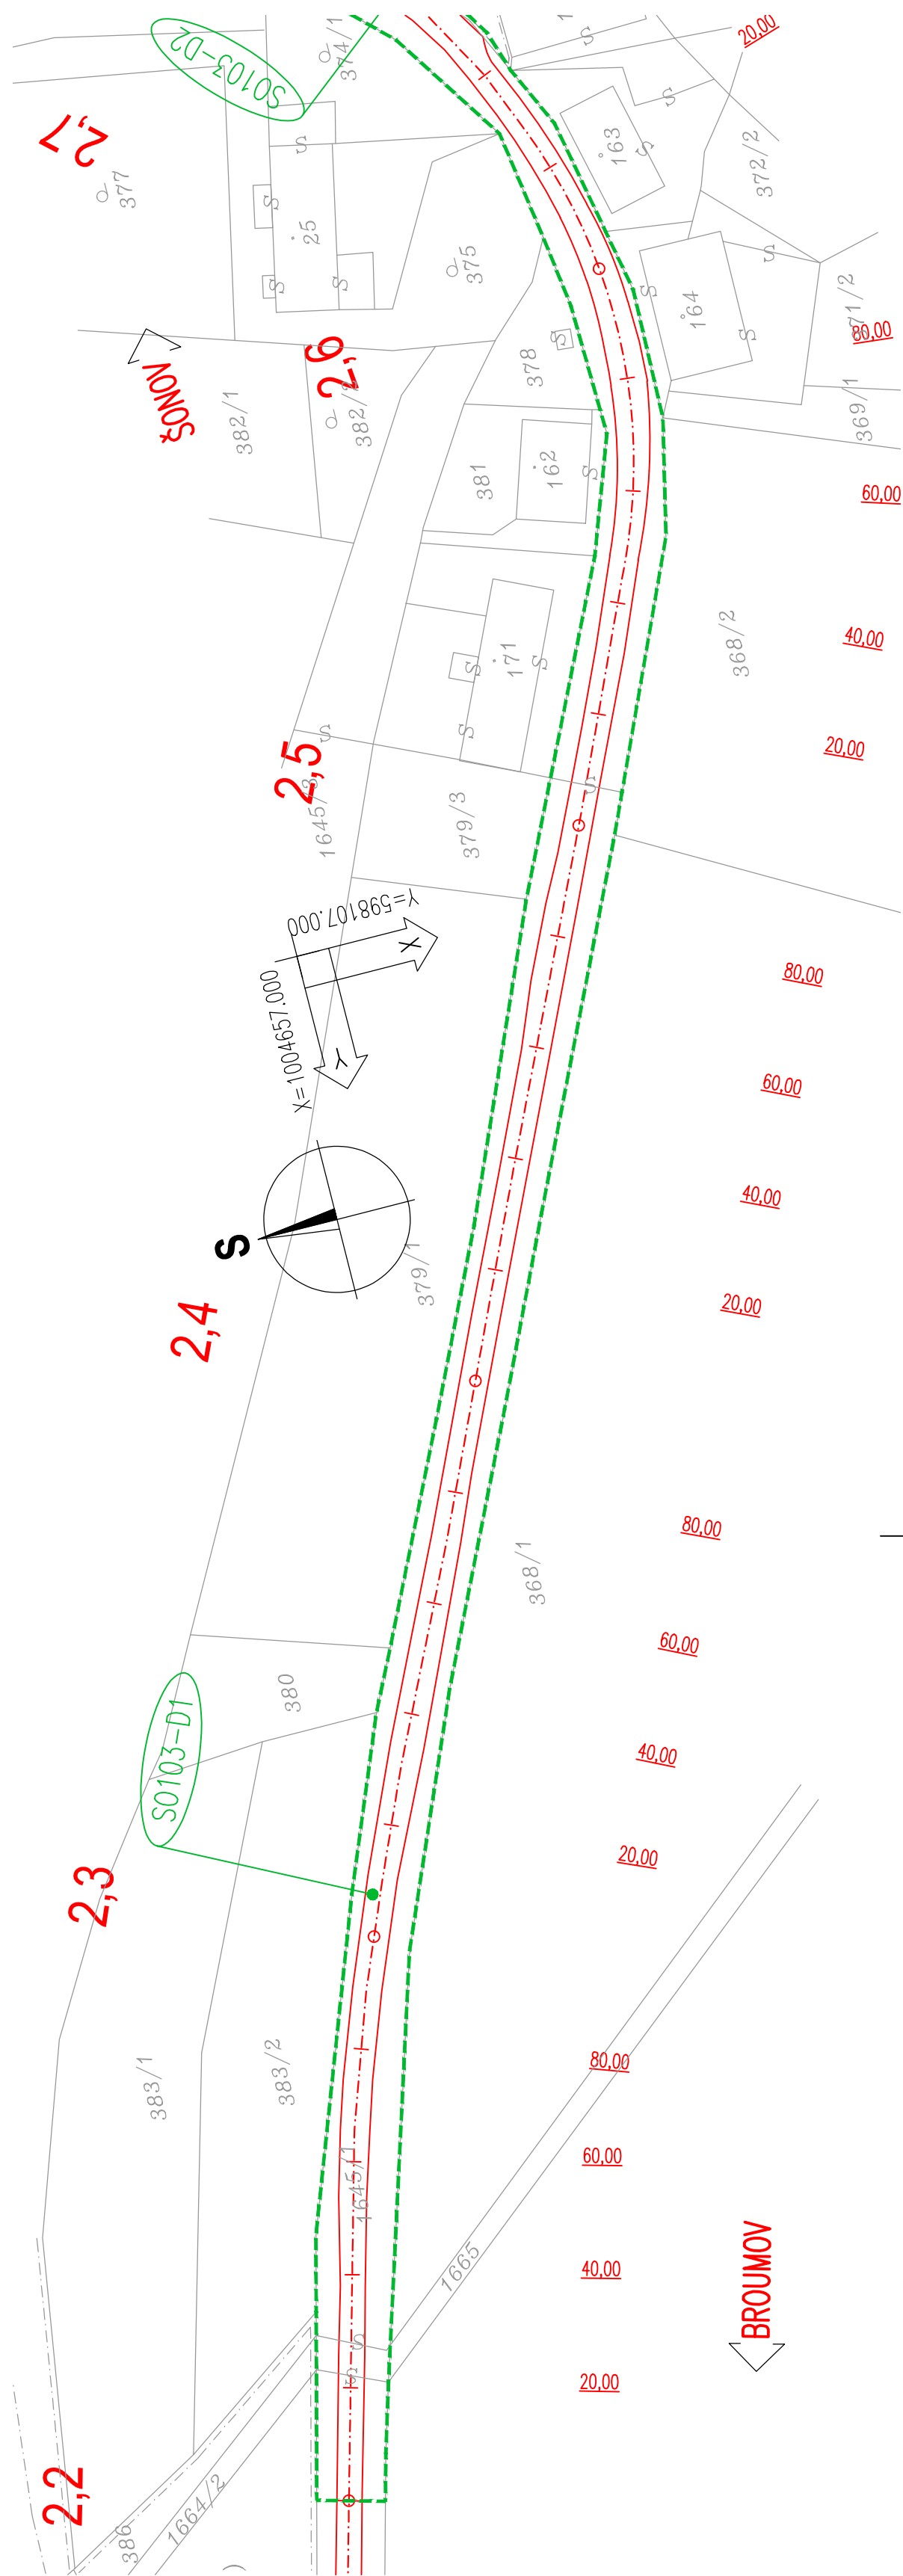 20,00
374/1
SO103-D2
S
S
163
S
2,7
377
372/2
S
25
S
375
S
S
S
164
S
S
371/2
80,00
2,6
ŠONOV
S
378
382/1
382/2
369/1
381
162
S
60,00
368/2
40,00
171
S
S
S
20,00
S
2,5
1645/3
379/3
S
Y=598107.000
X
80,00
X=1004657.000
Y
60,00
40,00
S
379/1
20,00
2,4
80,00
368/1
60,00
380
SO103-D1
40,00
20,00
2,3
80,00
383/1
383/2
60,00
1645/1
1665
40,00
BROUMOV
S
S
20,00
2,2
1664/2
386
)